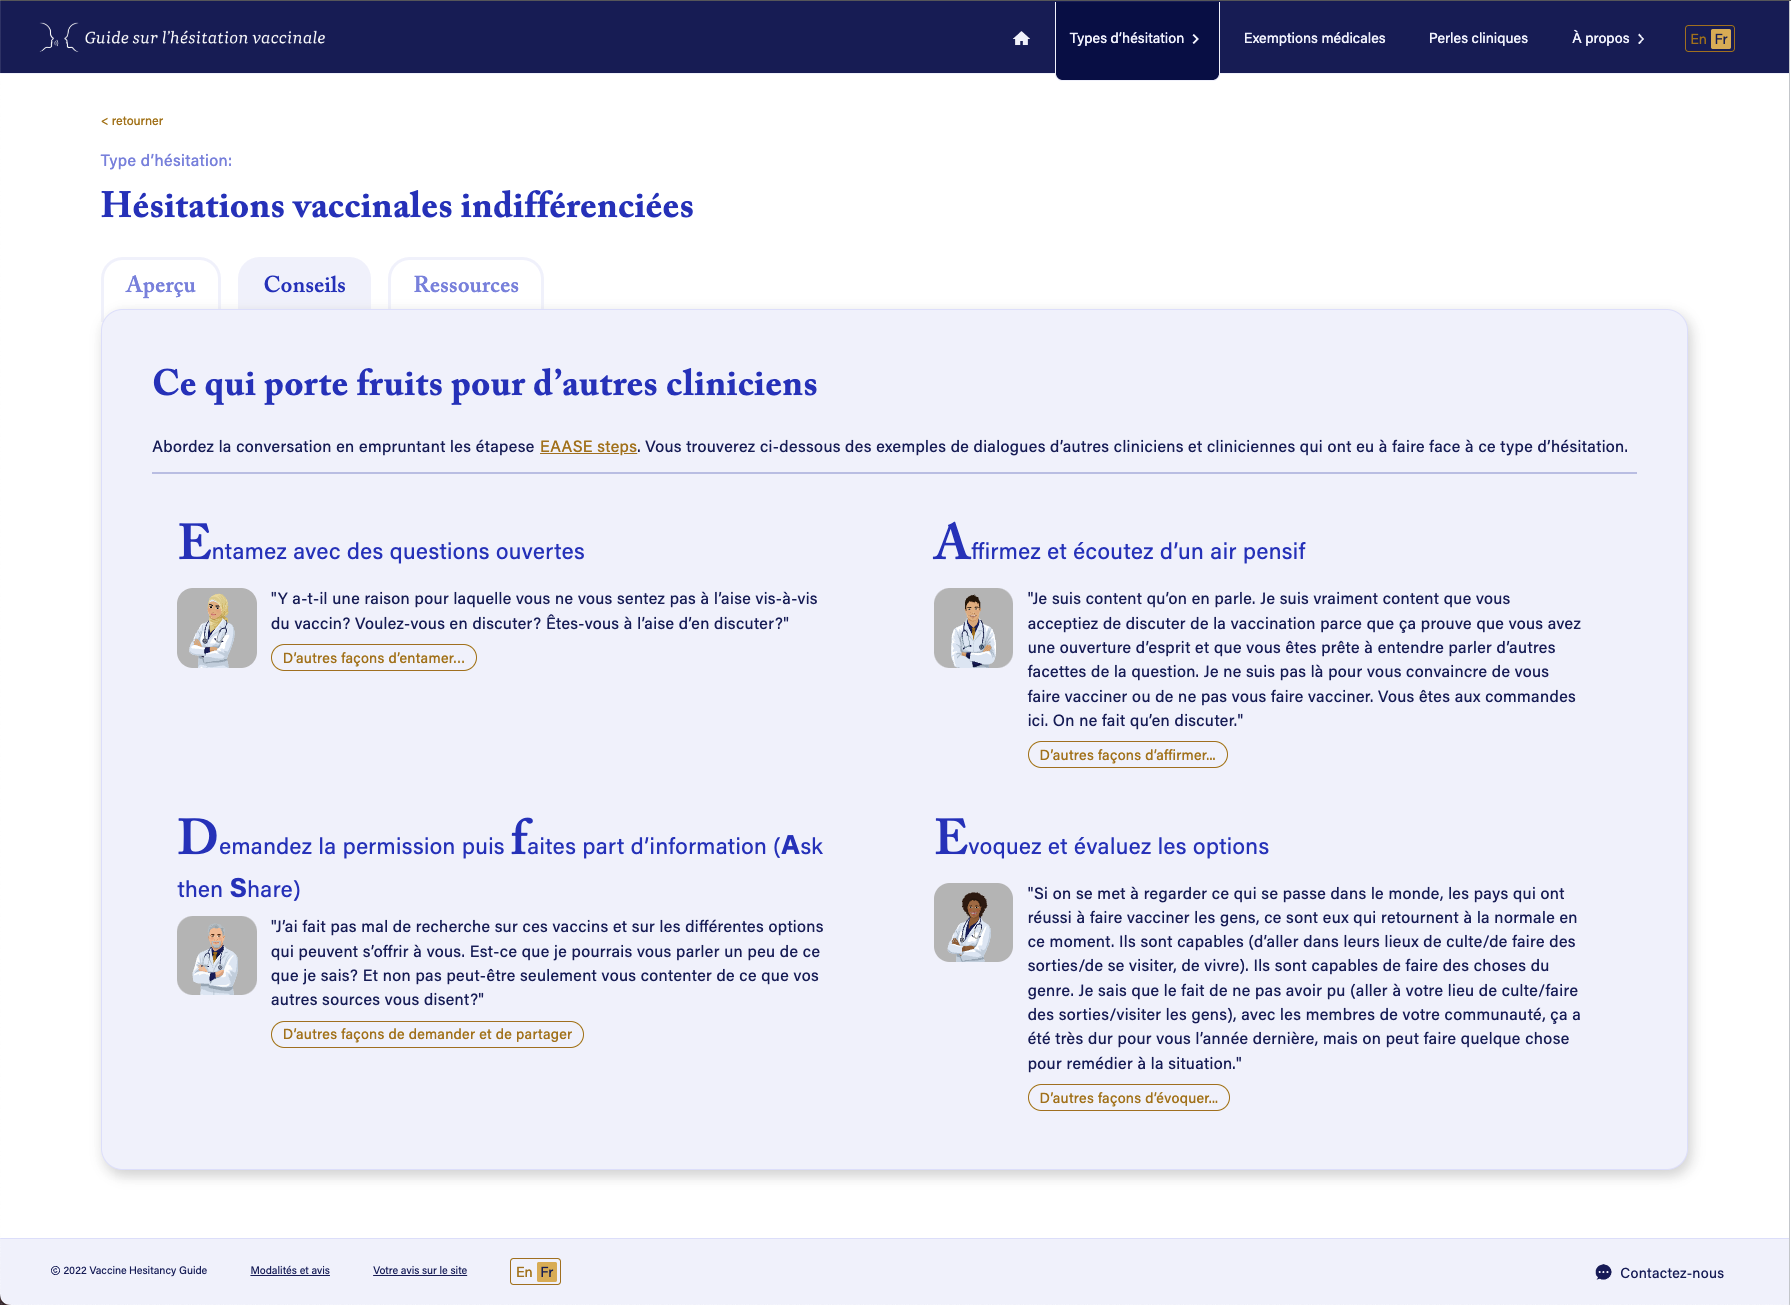 Guide sur l'hésitation vaccinale
Types d'hésitation
Exemptions médicales
Perles cliniques
À propos
En Fr
< retourner
Type d'hésitation:
Hésitations vaccinales indifférenciées
Aperçu
Conseils
Ressources
Ce qui porte fruits pour d'autres cliniciens
Abordez la conversation en empruntant les étapese EAASE steps. Vous trouverez ci-dessous des exemples de dialogues d'autres cliniciens et cliniciennes qui ont eu à faire face à ce type d'hésitation.
Entamez avec des questions ouvertes
"Y a-t-il une raison pour laquelle vous ne vous sentez pas à l'aise vis-à-vis
du vaccin? Voulez-vous en discuter? Êtes-vous à l'aise d'en discuter?"
D'autres façons d'entamer...
Affirmez et écoutez d'un air pensif
"Je suis content qu'on en parle. Je suis vraiment content que vous
acceptiez de discuter de la vaccination parce que ça prouve que vous avez
une ouverture d'esprit et que vous êtes prête à entendre parler d'autres
facettes de la question. Je ne suis pas là pour vous convaincre de vous
faire vacciner ou de ne pas vous faire vacciner. Vous êtes aux commandes
ici. On ne fait qu'en discuter."
D'autres façons d'affirmer...
Demandez la permission puis faites part d'information (Ask
then Share)
"J'ai fait pas mal de recherche sur ces vaccins et sur les différentes options
qui peuvent s'offrir à vous. Est-ce que je pourrais vous parler un peu de ce
que je sais? Et non pas peut-être seulement vous contenter de ce que vos
autres sources vous disent?"
D'autres façons de demander et de partager
Evoquez et évaluez les options
"Si on se met à regarder ce qui se passe dans le monde, les pays qui ont
réussi à faire vacciner les gens, ce sont eux qui retournent à la normale en
ce moment. Ils sont capables (d'aller dans leurs lieux de culte/de faire des
sorties/de se visiter, de vivre). Ils sont capables de faire des choses du
genre. Je sais que le fait de ne pas avoir pu (aller à votre lieu de culte/faire
des sorties/visiter les gens), avec les membres de votre communauté, ça a
été très dur pour vous l'année dernière, mais on peut faire quelque chose
pour remédier à la situation."
D'autres façons d'évoquer...
© 2022 Vaccine Hesitancy Guide
Modalités et avis
Votre avis sur le site
En Fr
Contactez-nous